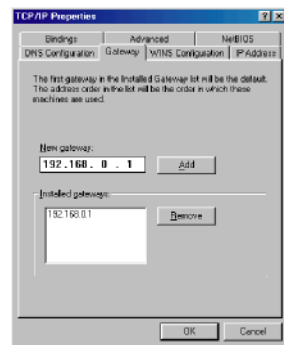 TCP/IP Properties
Bindings Advanced NetBIOS
DNS Configuration Gateway WINS Configuration IP Address
The first gateway in the Installed Gateway list will be the default.
The address order in the list will be the order in which these
machines are used.
New gateway:
192.168. 0 . 1 Add
Installed gateways:
192.168.0.1 Remove
OK Cancel